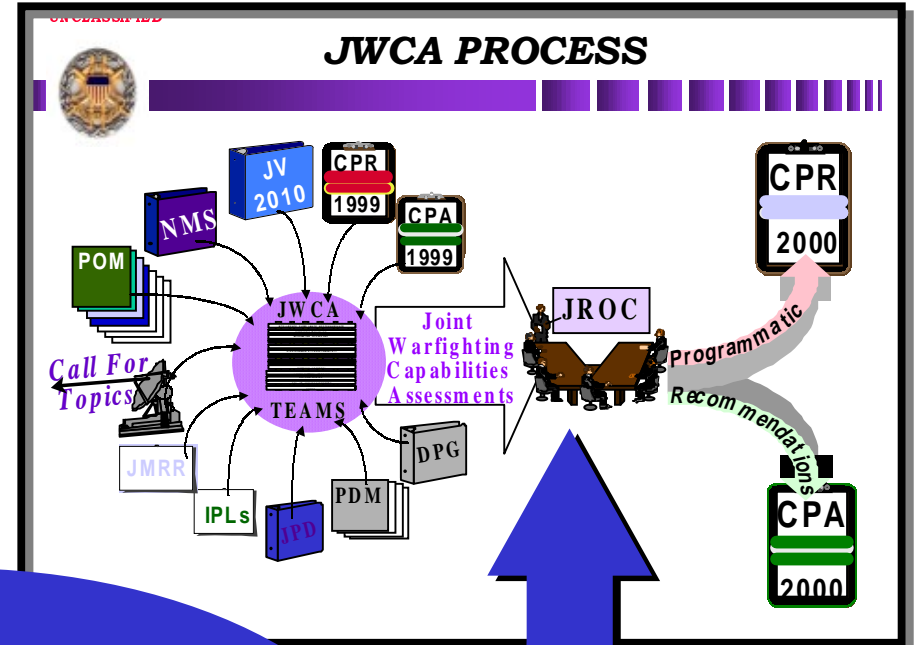 UNCLASSIFIED
JWCA PROCESS
JV
2010
CPR
1999
CPA
1999
NMS
POM
Call For
Topics
JMRR
IPLs
JPD
PDM
DPG
JWCA
TEAMS
Joint
Warfighting
Capabilities
Assessments
JROC
Programmatic
Recommendations
CPR
2000
CPA
2000